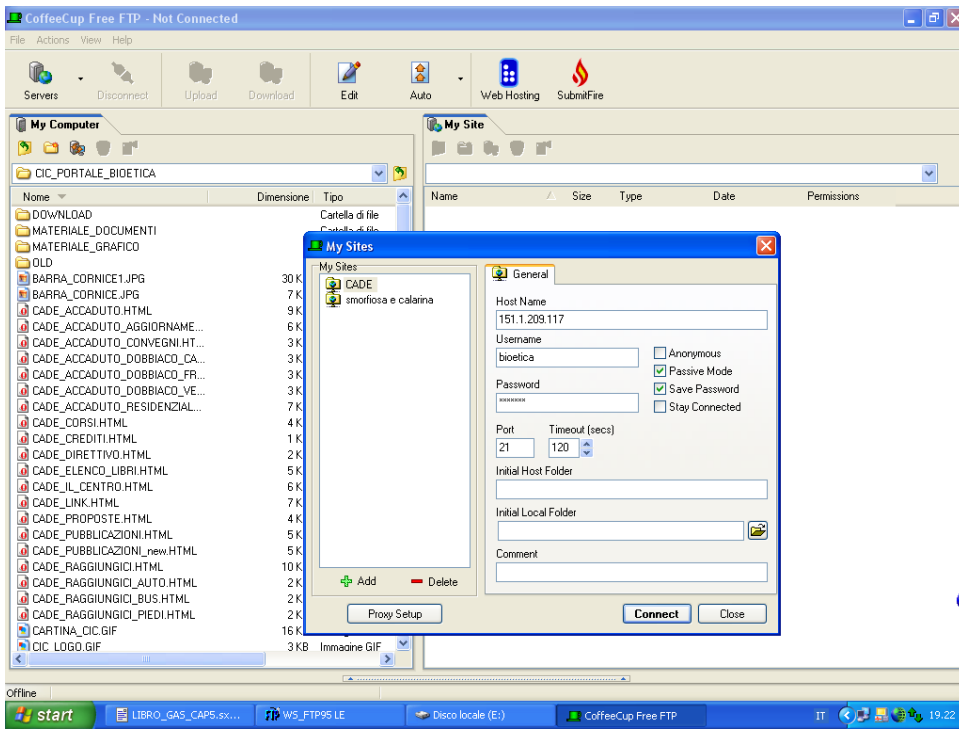 CoffeeCup Free FTP - Not Connected
File Actions View Help
Servers Disconnect Upload Download Edit Auto Web Hosting SubmitFire
My Computer
My Site
CIC_PORTALE_BIOETICA
Nome Dimensione Tipo
Name Size Type Date Permissions
DOWNLOAD Cartella di file
MATERIALE_DOCUMENTI Cartella di file
MATERIALE_GRAFICO
OLD
BARRA_CORNICE1.JPG 30 K
BARRA_CORNICE.JPG 7 K
CADE_ACCADUTO.HTML 9 K
CADE_ACCADUTO_AGGIORNAME... 6 K
CADE_ACCADUTO_CONVEGNI.HT... 3 K
CADE_ACCADUTO_DOBBIACO_CA... 3 K
CADE_ACCADUTO_DOBBIACO_FR... 3 K
CADE_ACCADUTO_DOBBIACO_VE... 3 K
CADE_ACCADUTO_RESIDENZIAL... 7 K
CADE_CORSI.HTML 4 K
CADE_CREDITI.HTML 1 K
CADE_DIRETTIVO.HTML 2 K
CADE_ELENCO_LIBRI.HTML 5 K
CADE_IL_CENTRO.HTML 6 K
CADE_LINK.HTML 7 K
CADE_PROPOSTE.HTML 4 K
CADE_PUBBLICAZIONI.HTML 5 K
CADE_PUBBLICAZIONI_new.HTML 5 K
CADE_RAGGIUNGICI.HTML 10 K
CADE_RAGGIUNGICI_AUTO.HTML 2 K
CADE_RAGGIUNGICI_BUS.HTML 2 K
CADE_RAGGIUNGICI_PIEDI.HTML 2 K
CARTINA_CIC.GIF 16 K
CIC_LOGO.GIF 3 KB Immagine GIF
My Sites
My Sites
CADE
smorfiosa e calarina
Add Delete
Proxy Setup
General
Host Name
151.1.209.117
Username
bioetica
Anonymous
Passive Mode
Password
Save Password
*******
Stay Connected
Port Timeout (secs)
21 120
Initial Host Folder
Initial Local Folder
Comment
Connect Close
Offline
start LIBRO_GAS_CAP5.sx... WS_FTP95 LE Disco locale (E:) CoffeeCup Free FTP IT 19.22